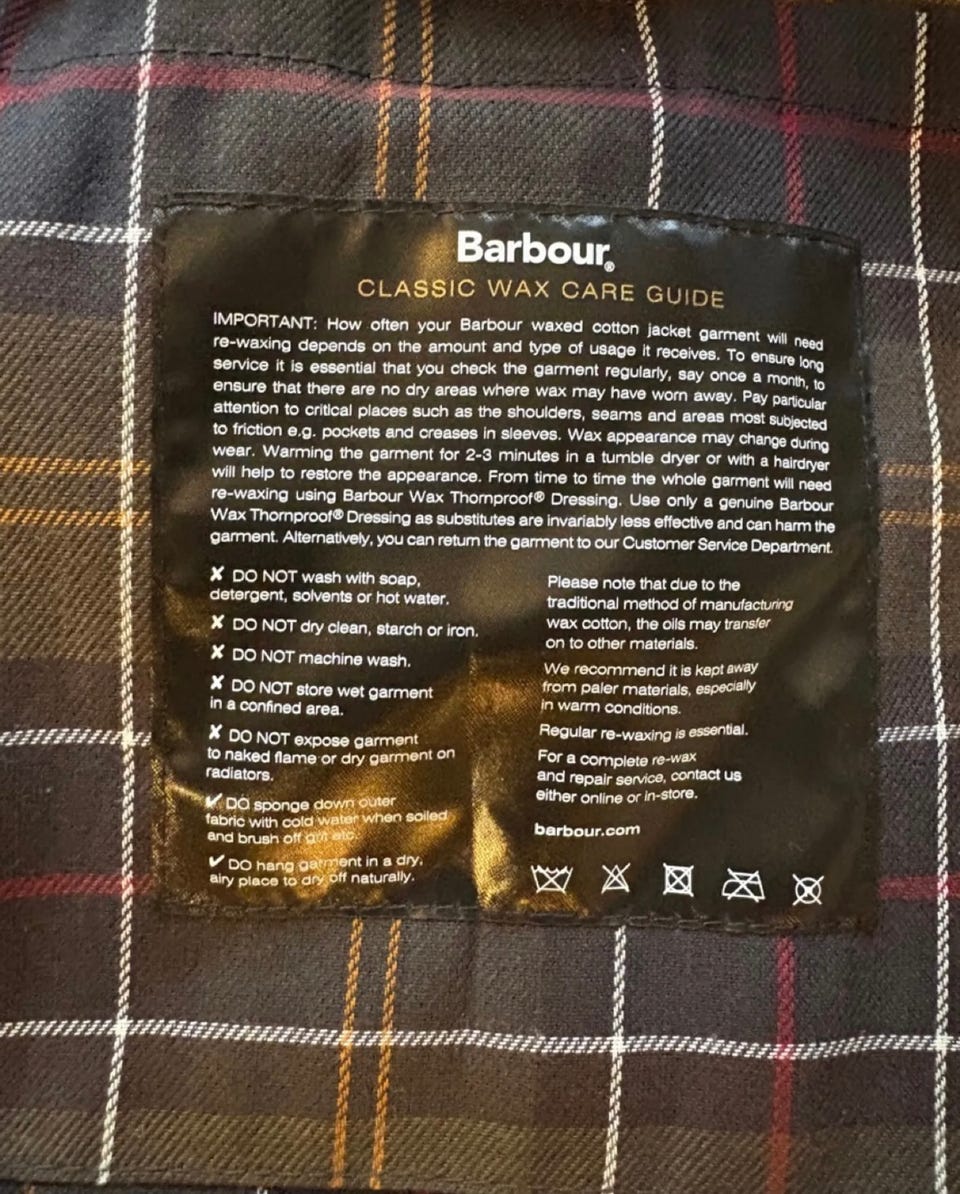 Barbour®
CLASSIC WAX CARE GUIDE
IMPORTANT: How often your Barbour waxed cotton jacket garment will need
re-waxing depends on the amount and type of usage it receives. To ensure long
service it is essential that you check the garment regularly, say once a month, to
ensure that there are no dry areas where wax may have worn away. Pay particular
attention to critical places such as the shoulders, seams and areas most subjected
to friction e.g. pockets and creases in sleeves. Wax appearance may change during
wear. Warming the garment for 2-3 minutes in a tumble dryer or with a hairdryer
will help to restore the appearance. From time to time the whole garment will need
re-waxing using Barbour Wax Thornproof® Dressing. Use only a genuine Barbour
Wax Thornproof® Dressing as substitutes are invariably less effective and can harm the
garment. Alternatively, you can return the garment to our Customer Service Department.
✘ DO NOT wash with soap,
detergent, solvents or hot water.
✘ DO NOT dry clean, starch or iron.
✘ DO NOT machine wash.
✘ DO NOT store wet garment
in a confined area.
✘ DO NOT expose garment
to naked flame or dry garment on
radiators.
✔ DO sponge down outer
fabric with cold water when soiled
and brush off grit etc.
✔ DO hang garment in a dry,
airy place to dry off naturally.
Please note that due to the
traditional method of manufacturing
wax cotton, the oils may transfer
on to other materials.
We recommend it is kept away
from paler materials, especially
in warm conditions.
Regular re-waxing is essential.
For a complete re-wax
and repair service, contact us
either online or in-store.
barbour.com